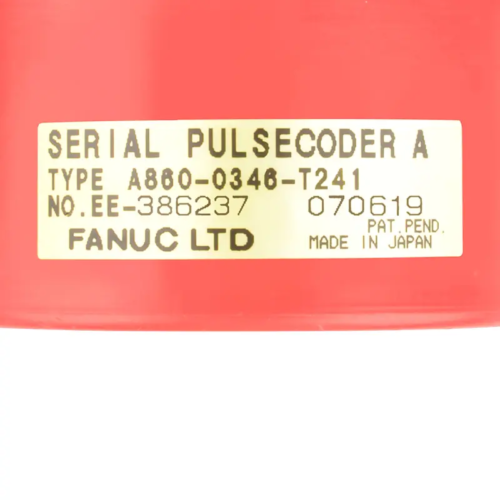 SERIAL PULSECODER A
TYPE A860-0346-T241
NO.EE-386237 070619
PAT.PEND.
FANUC LTD MADE IN JAPAN